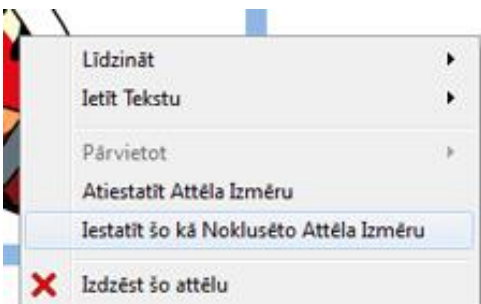 Līdzināt
Ietīt Tekstu
Pārvietot
Atiestatīt Attēla Izmēru
Iestatīt šo kā Noklusēto Attēla Izmēru
Izdzēst šo attēlu